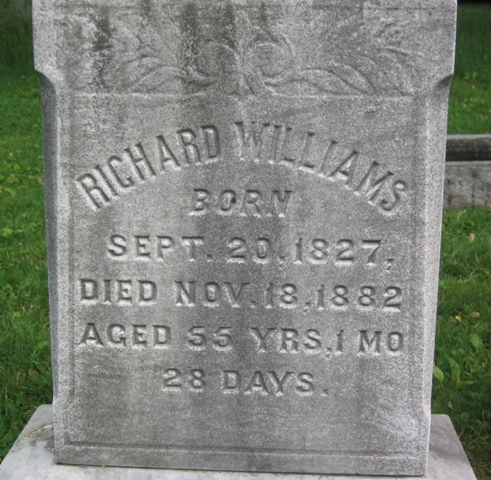 RICHARD WILLIAMS
BORN
SEPT. 20, 1827,
DIED NOV. 18, 1882
AGED 55 YRS., 1 MO
28 DAYS.